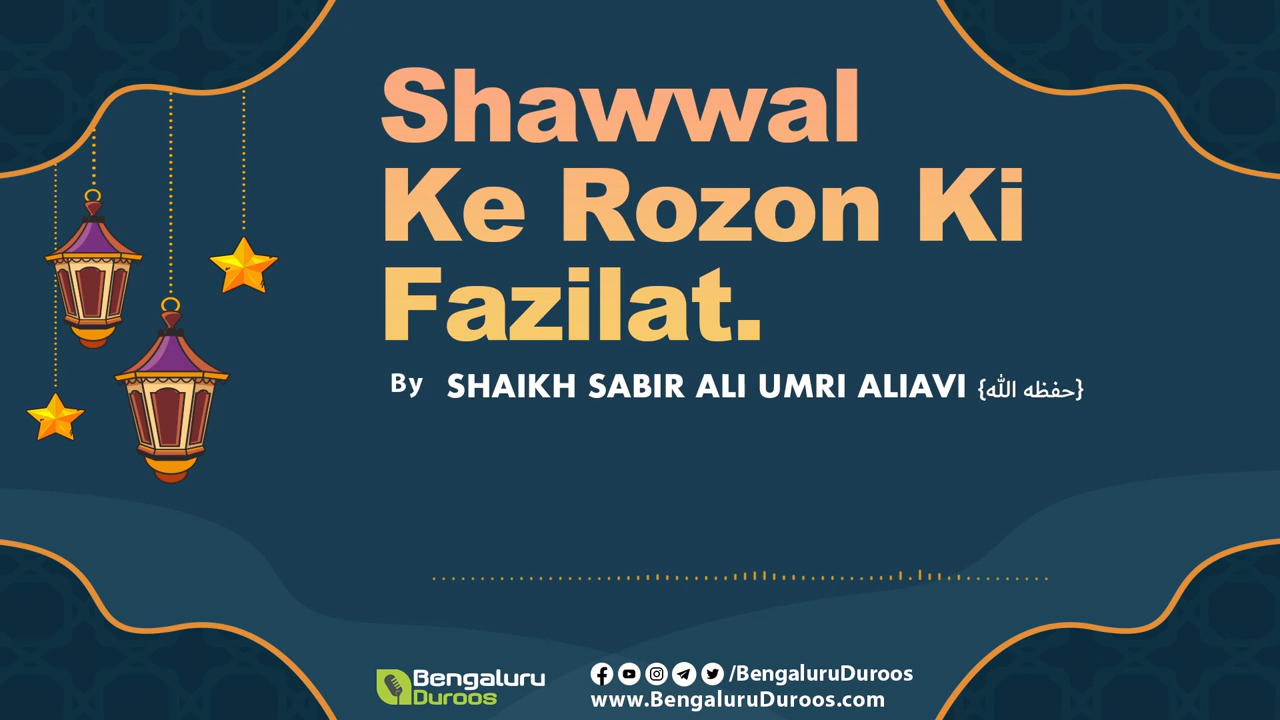 Shawwal
Ke Rozon Ki
Fazilat.
By SHAIKH SABIR ALI UMRI ALIAVI {حفظه الله}
Bengaluru
Duroos
/BengaluruDuroos
www.BengaluruDuroos.com